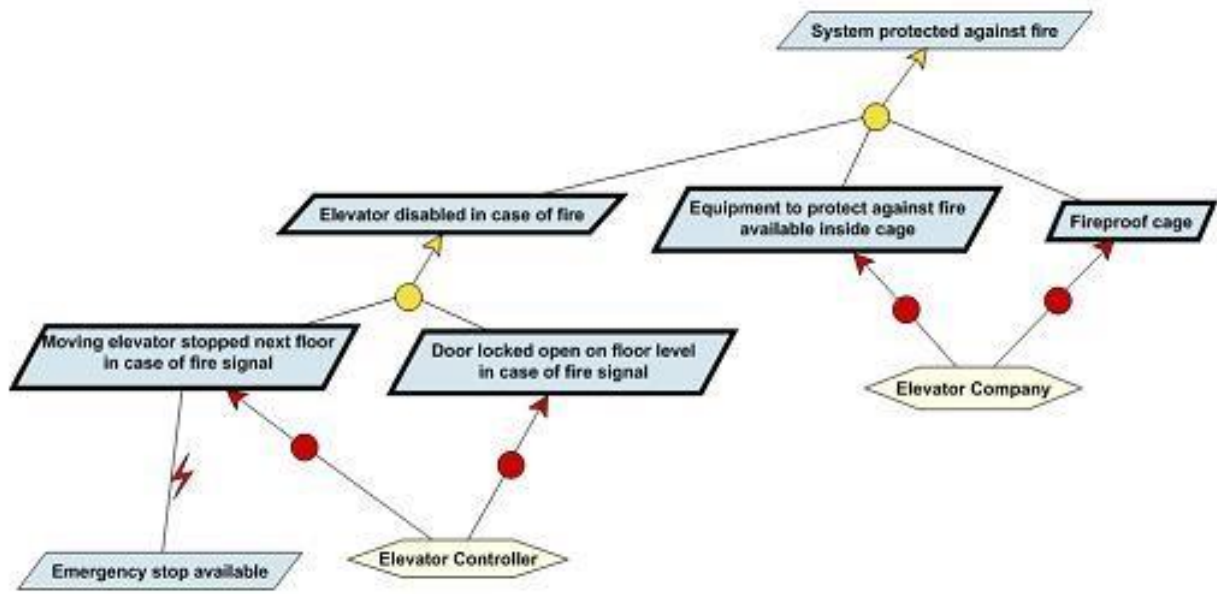 System protected against fire
Elevator disabled in case of fire
Equipment to protect against fire
available inside cage
Fireproof cage
Moving elevator stopped next floor
in case of fire signal
Door locked open on floor level
in case of fire signal
Elevator Company
Emergency stop available
Elevator Controller